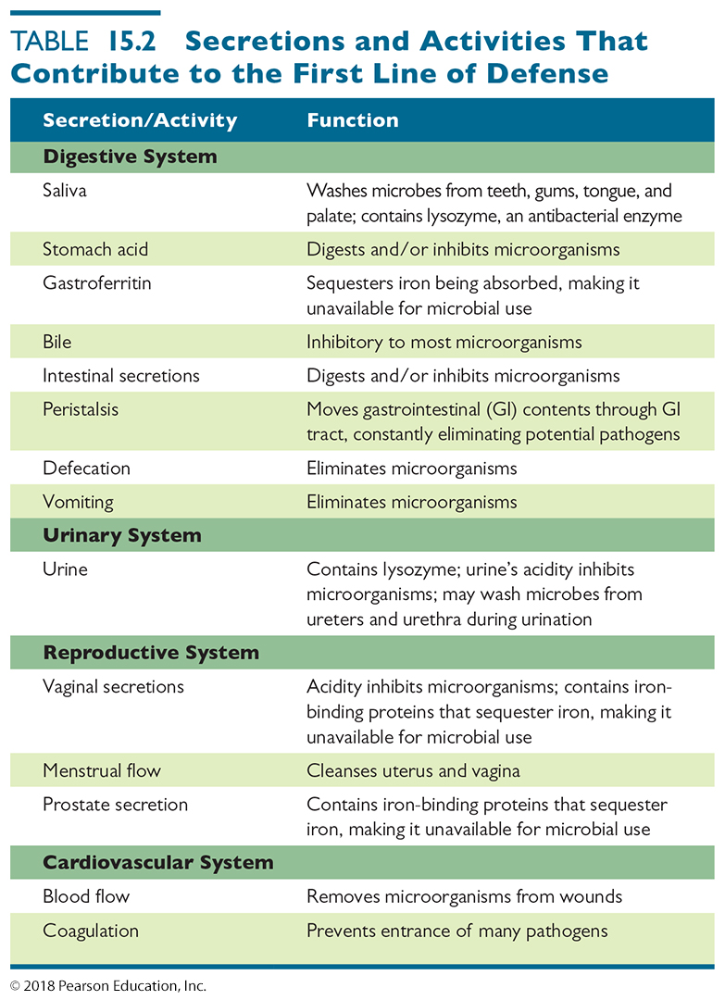 TABLE 15.2 Secretions and Activities That
Contribute to the First Line of Defense
Secretion/Activity Function
Digestive System
Saliva Washes microbes from teeth, gums, tongue, and
palate; contains lysozyme, an antibacterial enzyme
Stomach acid Digests and/or inhibits microorganisms
Gastroferritin Sequesters iron being absorbed, making it
unavailable for microbial use
Bile Inhibitory to most microorganisms
Intestinal secretions Digests and/or inhibits microorganisms
Peristalsis Moves gastrointestinal (GI) contents through GI
tract, constantly eliminating potential pathogens
Defecation Eliminates microorganisms
Vomiting Eliminates microorganisms
Urinary System
Urine Contains lysozyme; urine’s acidity inhibits
microorganisms; may wash microbes from
ureters and urethra during urination
Reproductive System
Vaginal secretions Acidity inhibits microorganisms; contains iron-
binding proteins that sequester iron, making it
unavailable for microbial use
Menstrual flow Cleanses uterus and vagina
Prostate secretion Contains iron-binding proteins that sequester
iron, making it unavailable for microbial use
Cardiovascular System
Blood flow Removes microorganisms from wounds
Coagulation Prevents entrance of many pathogens
© 2018 Pearson Education, Inc.